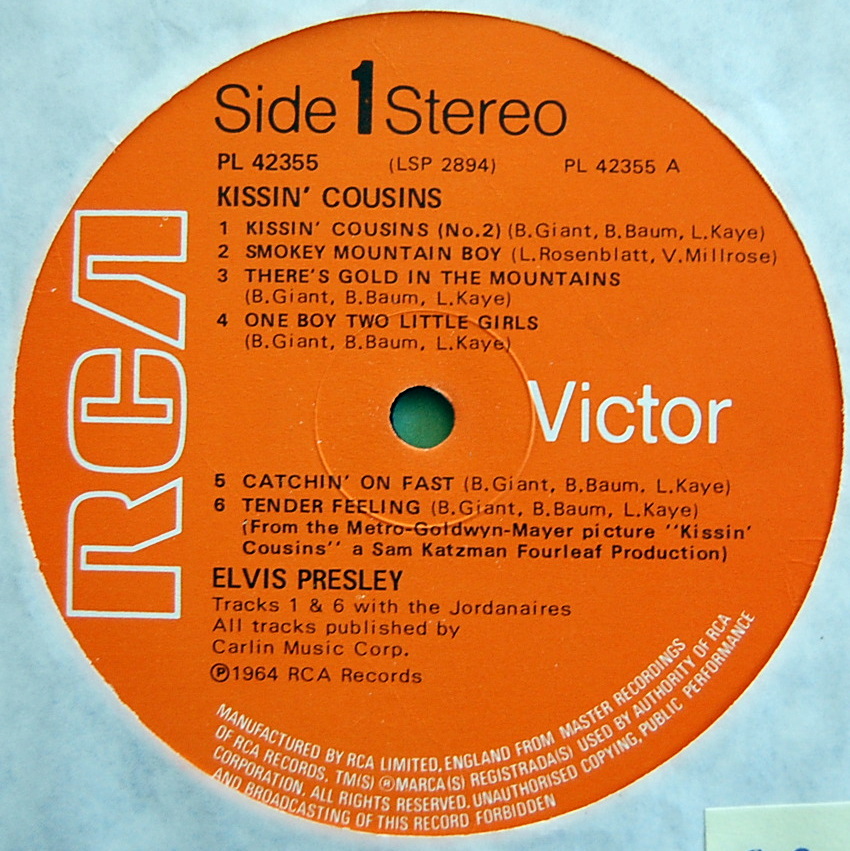 Side 1 Stereo
PL 42355 (LSP 2894) PL 42355 A
KISSIN' COUSINS
1 KISSIN' COUSINS (No.2) (B.Giant, B.Baum, L.Kaye)
2 SMOKEY MOUNTAIN BOY (L.Rosenblatt, V.Millrose)
3 THERE'S GOLD IN THE MOUNTAINS
(B.Giant, B.Baum, L.Kaye)
4 ONE BOY TWO LITTLE GIRLS
(B.Giant, B.Baum, L.Kaye)
RCA
Victor
5 CATCHIN' ON FAST (B.Giant, B.Baum, L.Kaye)
6 TENDER FEELING (B.Giant, B.Baum, L.Kaye)
(From the Metro-Goldwyn-Mayer picture "Kissin'
Cousins" a Sam Katzman Fourleaf Production)
ELVIS PRESLEY
Tracks 1 & 6 with the Jordanaires
All tracks published by
Carlin Music Corp.
℗1964 RCA Records
MANUFACTURED BY RCA LIMITED, ENGLAND FROM MASTER RECORDINGS
OF RCA RECORDS. TM(S) ® MARCA(S) REGISTRADA(S) USED BY AUTHORITY OF RCA
CORPORATION. ALL RIGHTS RESERVED. UNAUTHORISED COPYING, PUBLIC PERFORMANCE
AND BROADCASTING OF THIS RECORD FORBIDDEN